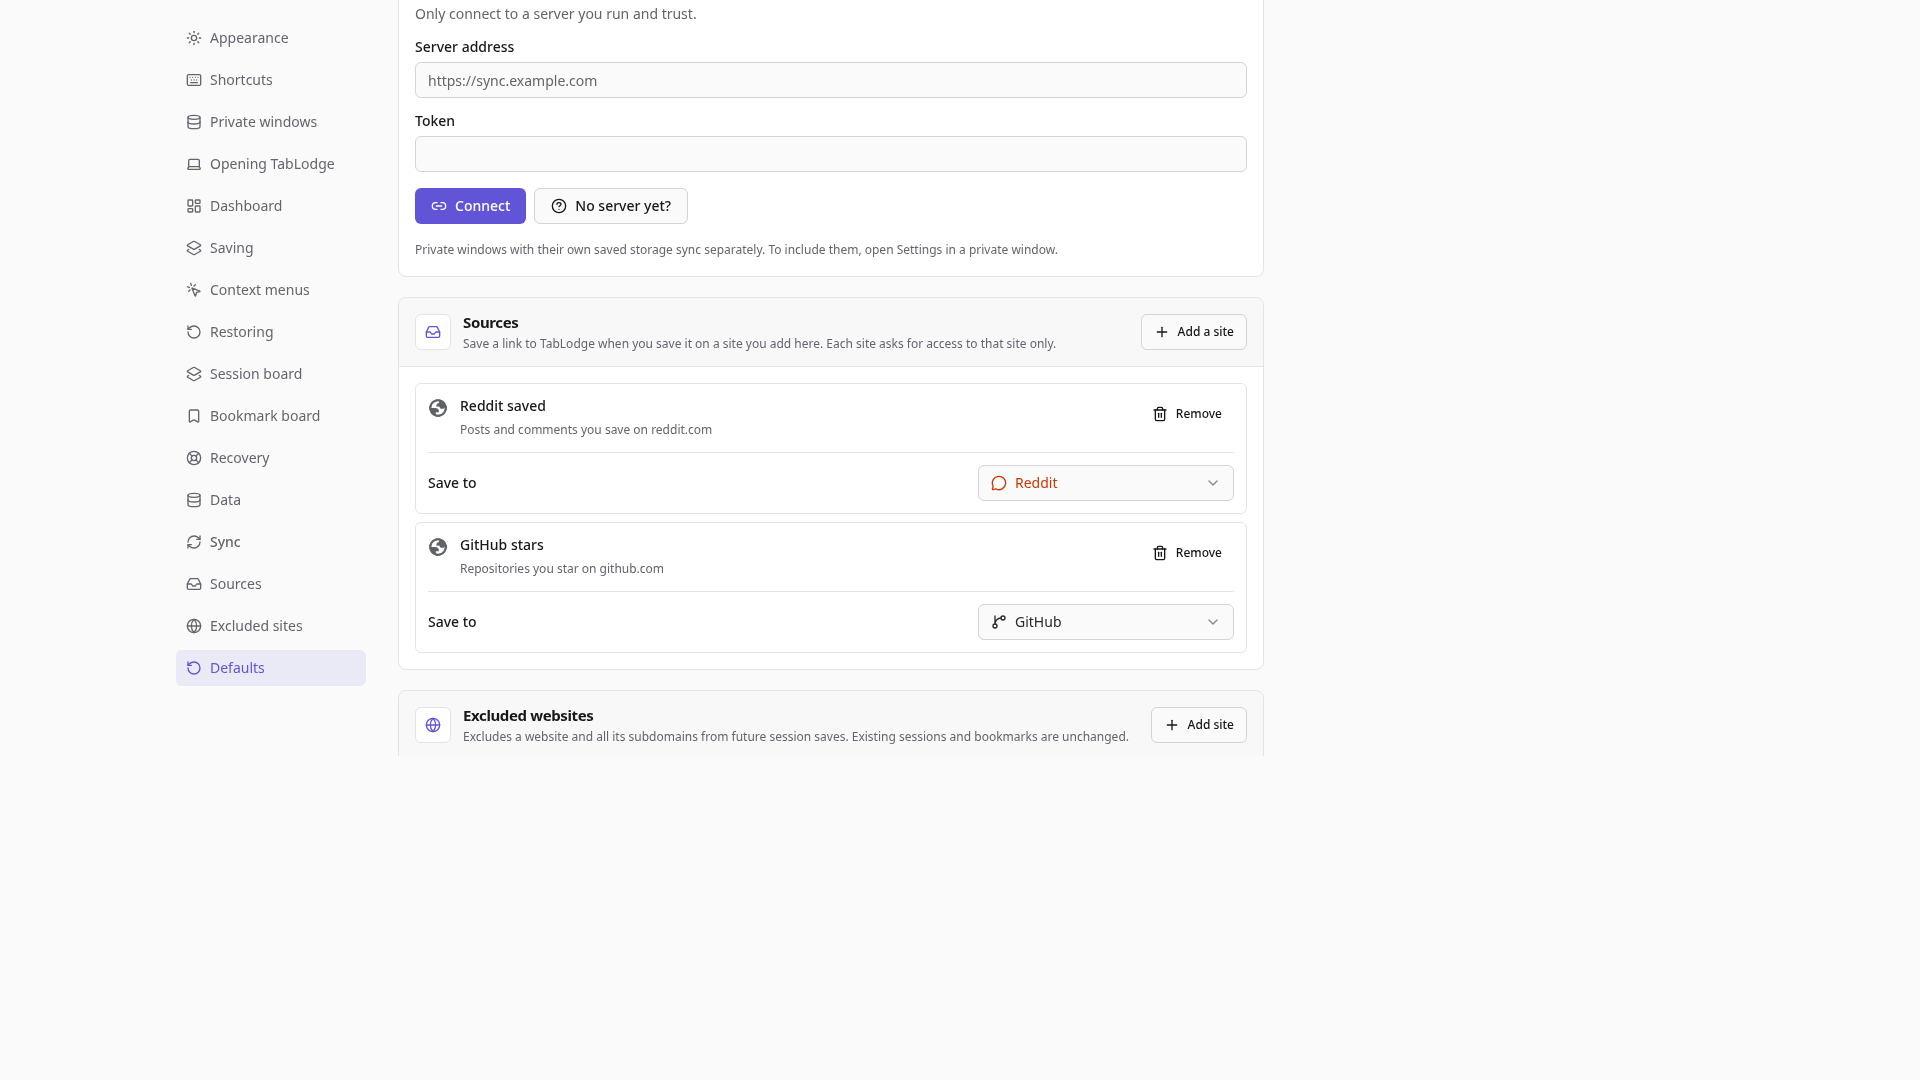 Appearance
Shortcuts
Private windows
Opening TabLodge
Dashboard
Saving
Context menus
Restoring
Session board
Bookmark board
Recovery
Data
Sync
Sources
Excluded sites
Defaults
Only connect to a server you run and trust.
Server address
https://sync.example.com
Token
Connect
No server yet?
Private windows with their own saved storage sync separately. To include them, open Settings in a private window.
Sources
Save a link to TabLodge when you save it on a site you add here. Each site asks for access to that site only.
Add a site
Reddit saved
Posts and comments you save on reddit.com
Remove
Save to
Reddit
GitHub stars
Repositories you star on github.com
Remove
Save to
GitHub
Excluded websites
Excludes a website and all its subdomains from future session saves. Existing sessions and bookmarks are unchanged.
Add site